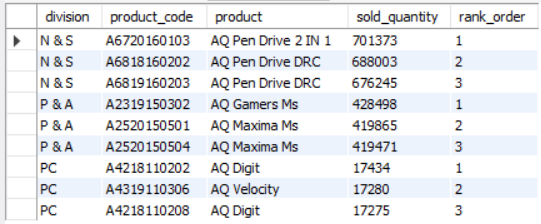 division product_code product sold_quantity rank_order
N & S A6720160103 AQ Pen Drive 2 IN 1 701373 1
N & S A6818160202 AQ Pen Drive DRC 688003 2
N & S A6819160203 AQ Pen Drive DRC 676245 3
P & A A2319150302 AQ Gamers Ms 428498 1
P & A A2520150501 AQ Maxima Ms 419865 2
P & A A2520150504 AQ Maxima Ms 419471 3
PC A4218110202 AQ Digit 17434 1
PC A4319110306 AQ Velocity 17280 2
PC A4218110208 AQ Digit 17275 3